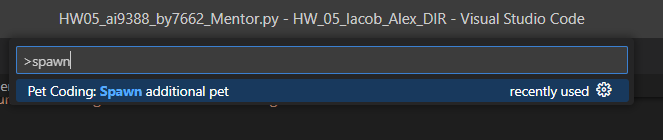 HW05_ai9388_by7662_Mentor.py - HW_05_Iacob_Alex_DIR - Visual Studio Code
>spawn
Pet Coding: Spawn additional pet recently used